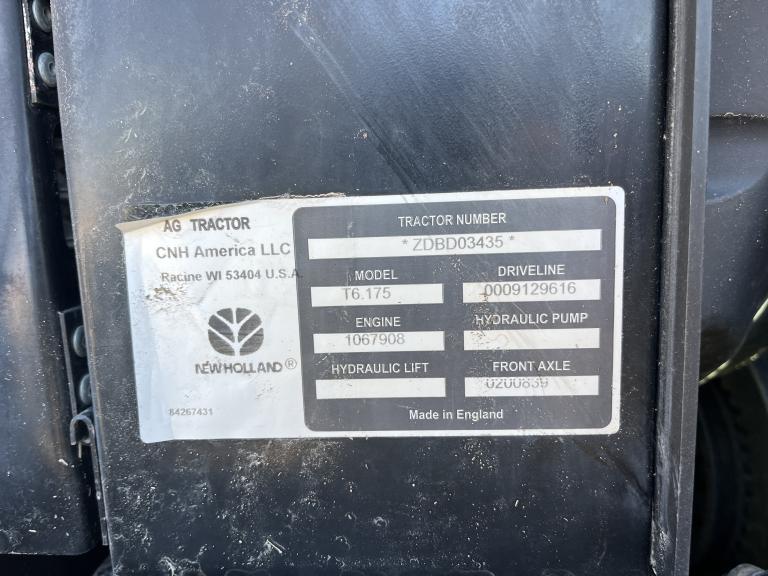 AG TRACTOR
CNH America LLC
Racine WI 53404 U.S.A.
NEW HOLLAND®
84267431
TRACTOR NUMBER
* ZDBD03435 *
MODEL
T6.175
DRIVELINE
0009129616
ENGINE
1067908
HYDRAULIC PUMP
HYDRAULIC LIFT
FRONT AXLE
0200839
Made in England